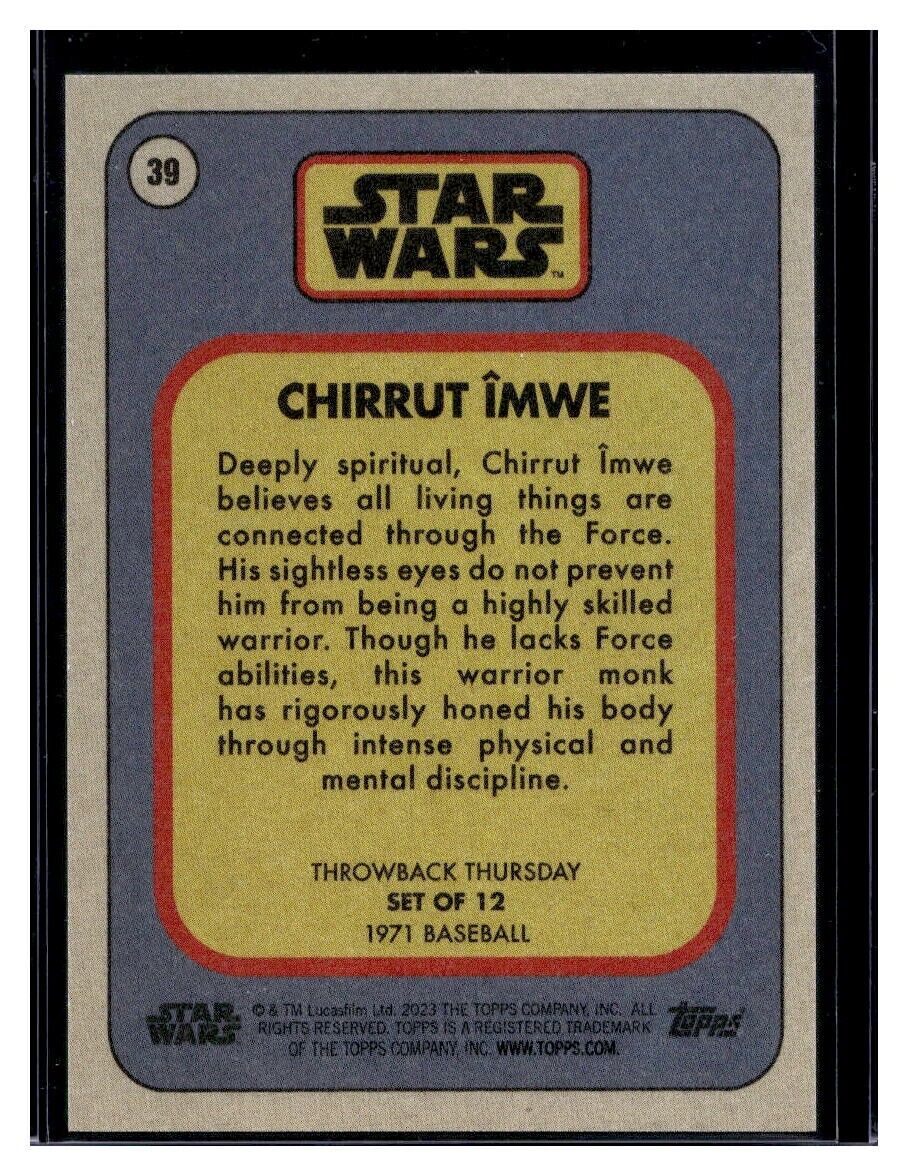 39
STAR
WARS
™
CHIRRUT ÎMWE
Deeply spiritual, Chirrut Îmwe
believes all living things are
connected through the Force.
His sightless eyes do not prevent
him from being a highly skilled
warrior. Though he lacks Force
abilities, this warrior monk
has rigorously honed his body
through intense physical and
mental discipline.
THROWBACK THURSDAY
SET OF 12
1971 BASEBALL
STAR
WARS
© & TM Lucasfilm Ltd. 2023 THE TOPPS COMPANY, INC. ALL
RIGHTS RESERVED. TOPPS IS A REGISTERED TRADEMARK
OF THE TOPPS COMPANY, INC. WWW.TOPPS.COM.
topps